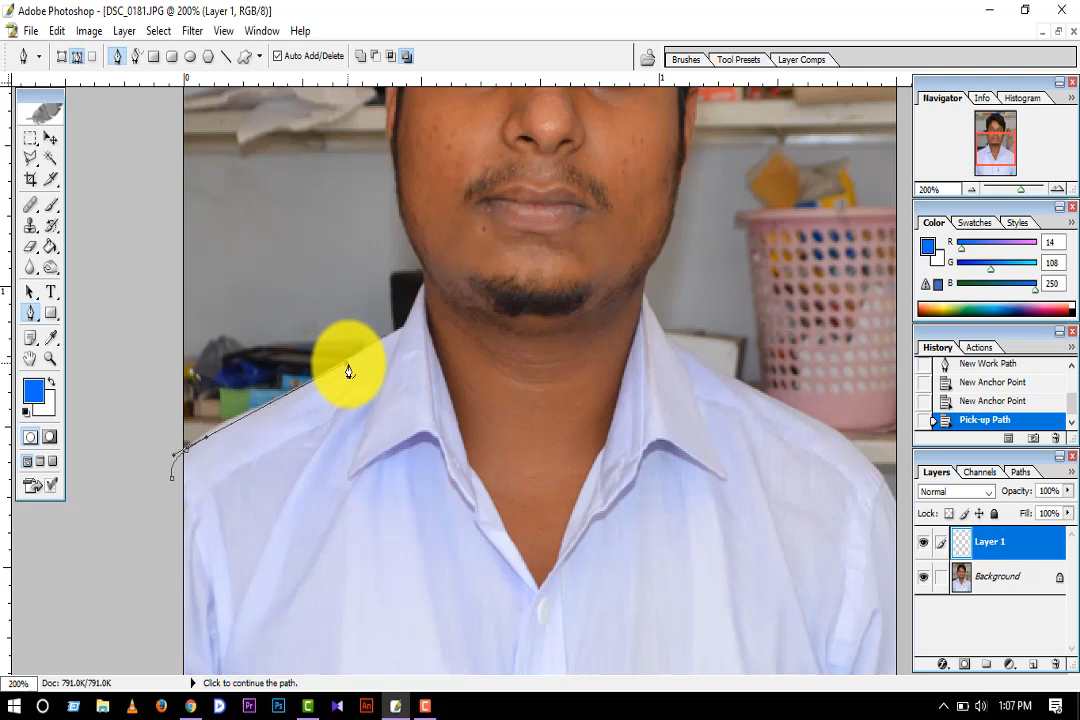 Adobe Photoshop - [DSC_0181.JPG @ 200% (Layer 1, RGB/8)]
File Edit Image Layer Select Filter View Window Help
Auto Add/Delete
Brushes Tool Presets Layer Comps
0 1
Navigator Info Histogram
200%
Color Swatches Styles
R 14
G 108
B 250
1
History Actions
New Work Path
New Anchor Point
New Anchor Point
Pick-up Path
Layers Channels Paths
Normal Opacity: 100%
Lock: Fill: 100%
Layer 1
Background
200% Doc: 791.0K/791.0K Click to continue the path.
1:07 PM